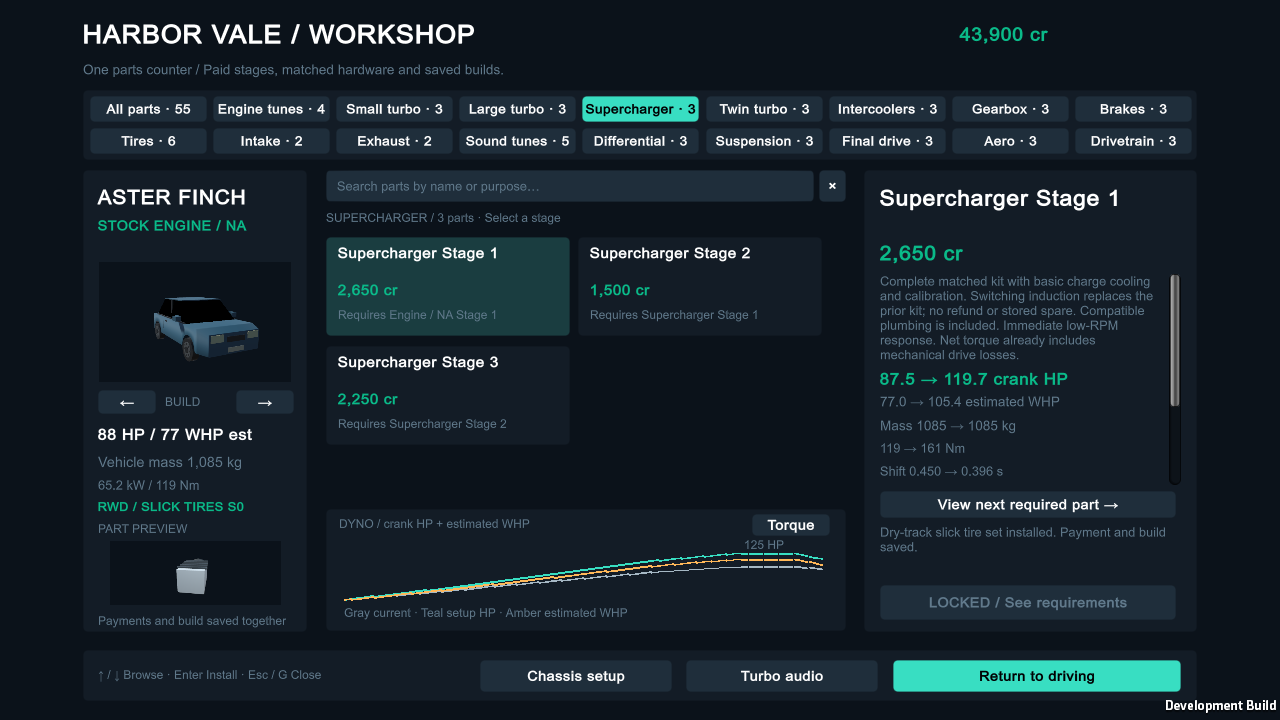 HARBOR VALE / WORKSHOP
43,900 cr
One parts counter / Paid stages, matched hardware and saved builds.
All parts · 55
Engine tunes · 4
Small turbo · 3
Large turbo · 3
Supercharger · 3
Twin turbo · 3
Intercoolers · 3
Gearbox · 3
Brakes · 3
Tires · 6
Intake · 2
Exhaust · 2
Sound tunes · 5
Differential · 3
Suspension · 3
Final drive · 3
Aero · 3
Drivetrain · 3
ASTER FINCH
STOCK ENGINE / NA
← BUILD →
88 HP / 77 WHP est
Vehicle mass 1,085 kg
65.2 kW / 119 Nm
RWD / SLICK TIRES S0
PART PREVIEW
Payments and build saved together
Search parts by name or purpose...
×
SUPERCHARGER / 3 parts · Select a stage
Supercharger Stage 1
2,650 cr
Requires Engine / NA Stage 1
Supercharger Stage 2
1,500 cr
Requires Supercharger Stage 1
Supercharger Stage 3
2,250 cr
Requires Supercharger Stage 2
DYNO / crank HP + estimated WHP
Torque
125 HP
Gray current · Teal setup HP · Amber estimated WHP
Supercharger Stage 1
2,650 cr
Complete matched kit with basic charge cooling
and calibration. Switching induction replaces the
prior kit; no refund or stored spare. Compatible
plumbing is included. Immediate low-RPM
response. Net torque already includes
mechanical drive losses.
87.5 → 119.7 crank HP
77.0 → 105.4 estimated WHP
Mass 1085 → 1085 kg
119 → 161 Nm
Shift 0.450 → 0.396 s
View next required part →
Dry-track slick tire set installed. Payment and build
saved.
LOCKED / See requirements
↑ / ↓ Browse · Enter Install · Esc / G Close
Chassis setup
Turbo audio
Return to driving
Development Build